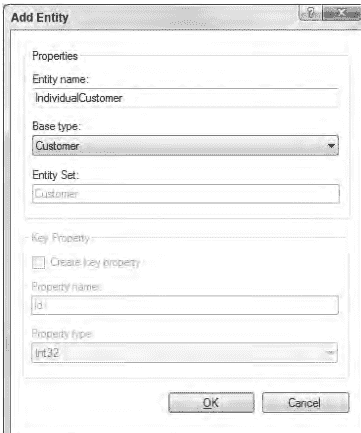 Add Entity
Properties
Entity name:
IndividualCustomer
Base type:
Customer
Entity Set:
Customer
Key Property
Create key property
Property name:
Id
Property type:
Int32
OK
Cancel